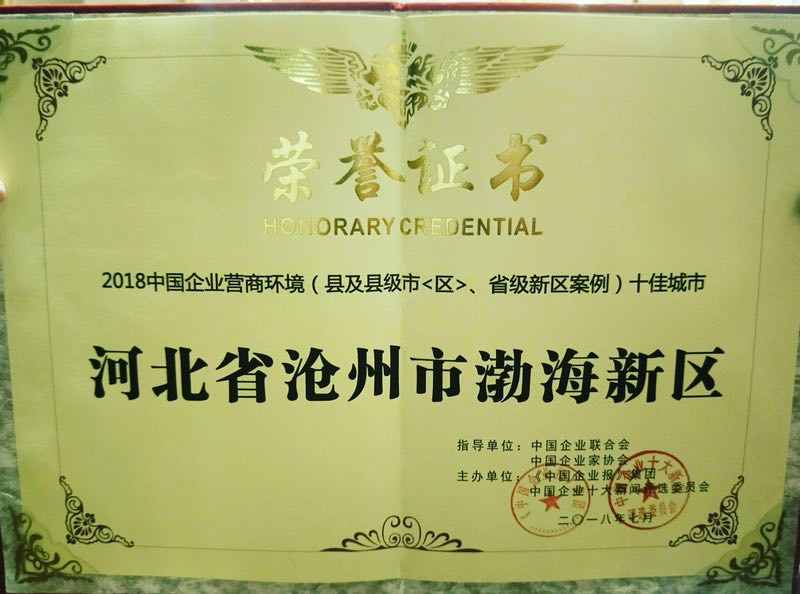 荣誉证书
HONORARY CREDENTIAL
2018中国企业营商环境（县及县级市<区>、省级新区案例）十佳城市
河北省沧州市渤海新区
指导单位：中国企业联合会
中国企业家协会
主办单位：《中国企业报》集团
中国企业十大新闻评选委员会
二〇一八年七月